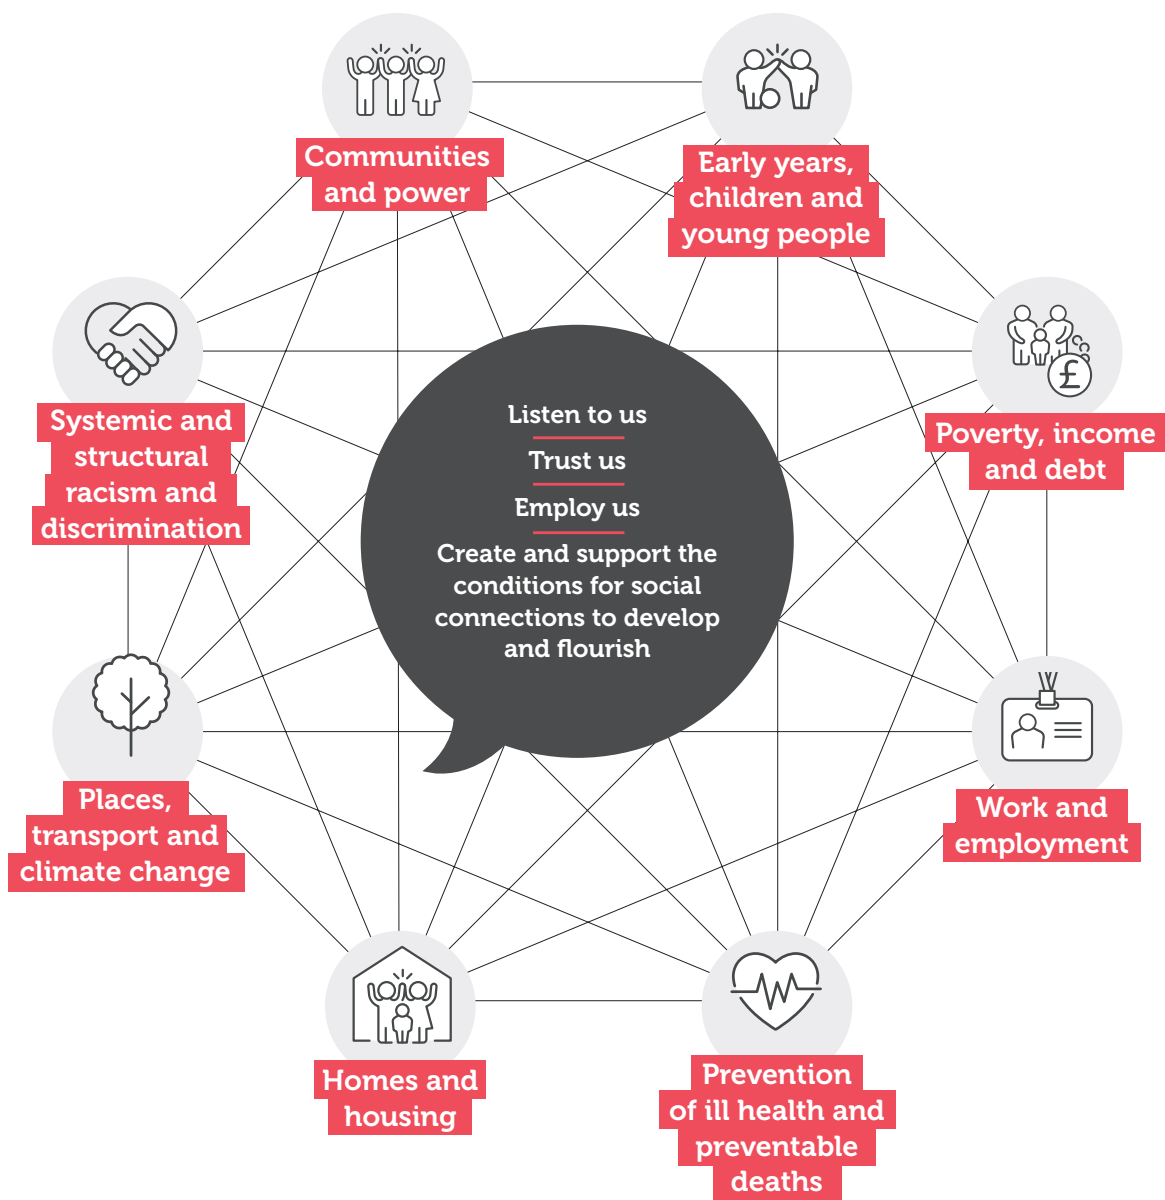 Communities
and power
Early years,
children and
young people
Systemic and
structural
racism and
discrimination
Listen to us
Trust us
Employ us
Create and support the
conditions for social
connections to develop
and flourish
£
Poverty, income
and debt
Places,
transport and
climate change
Work and
employment
Homes and
housing
Prevention
of ill health and
preventable
deaths